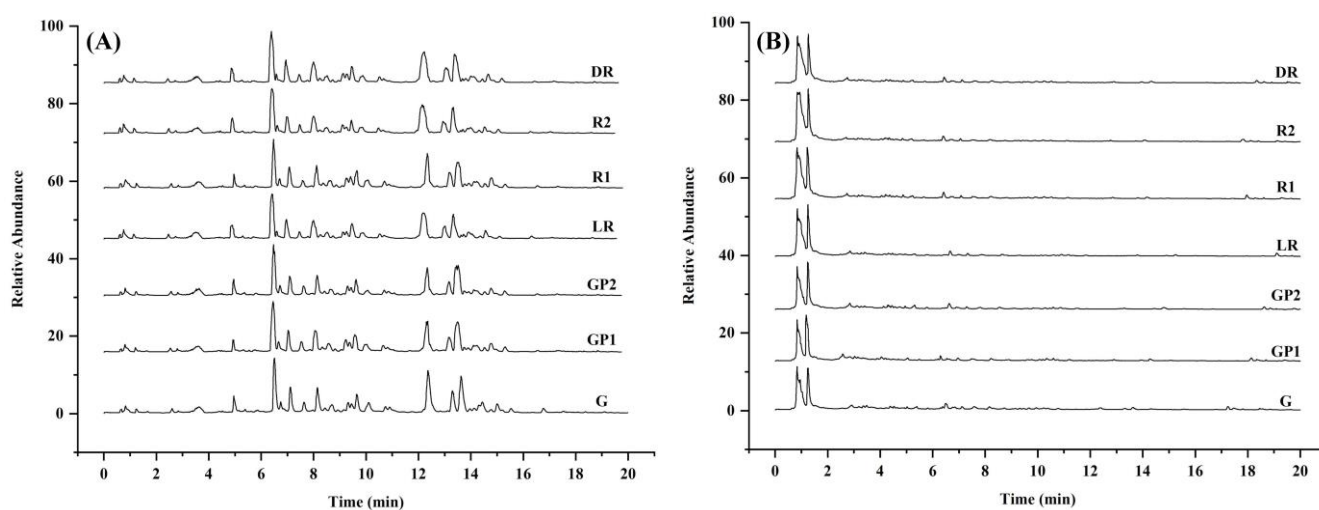 (A)
Relative Abundance
100
80
60
40
20
0
DR
R2
R1
LR
GP2
GP1
G
0 2 4 6 8 10 12 14 16 18 20
Time (min)
(B)
Relative Abundance
100
80
60
40
20
0
DR
R2
R1
LR
GP2
GP1
G
0 2 4 6 8 10 12 14 16 18 20
Time (min)